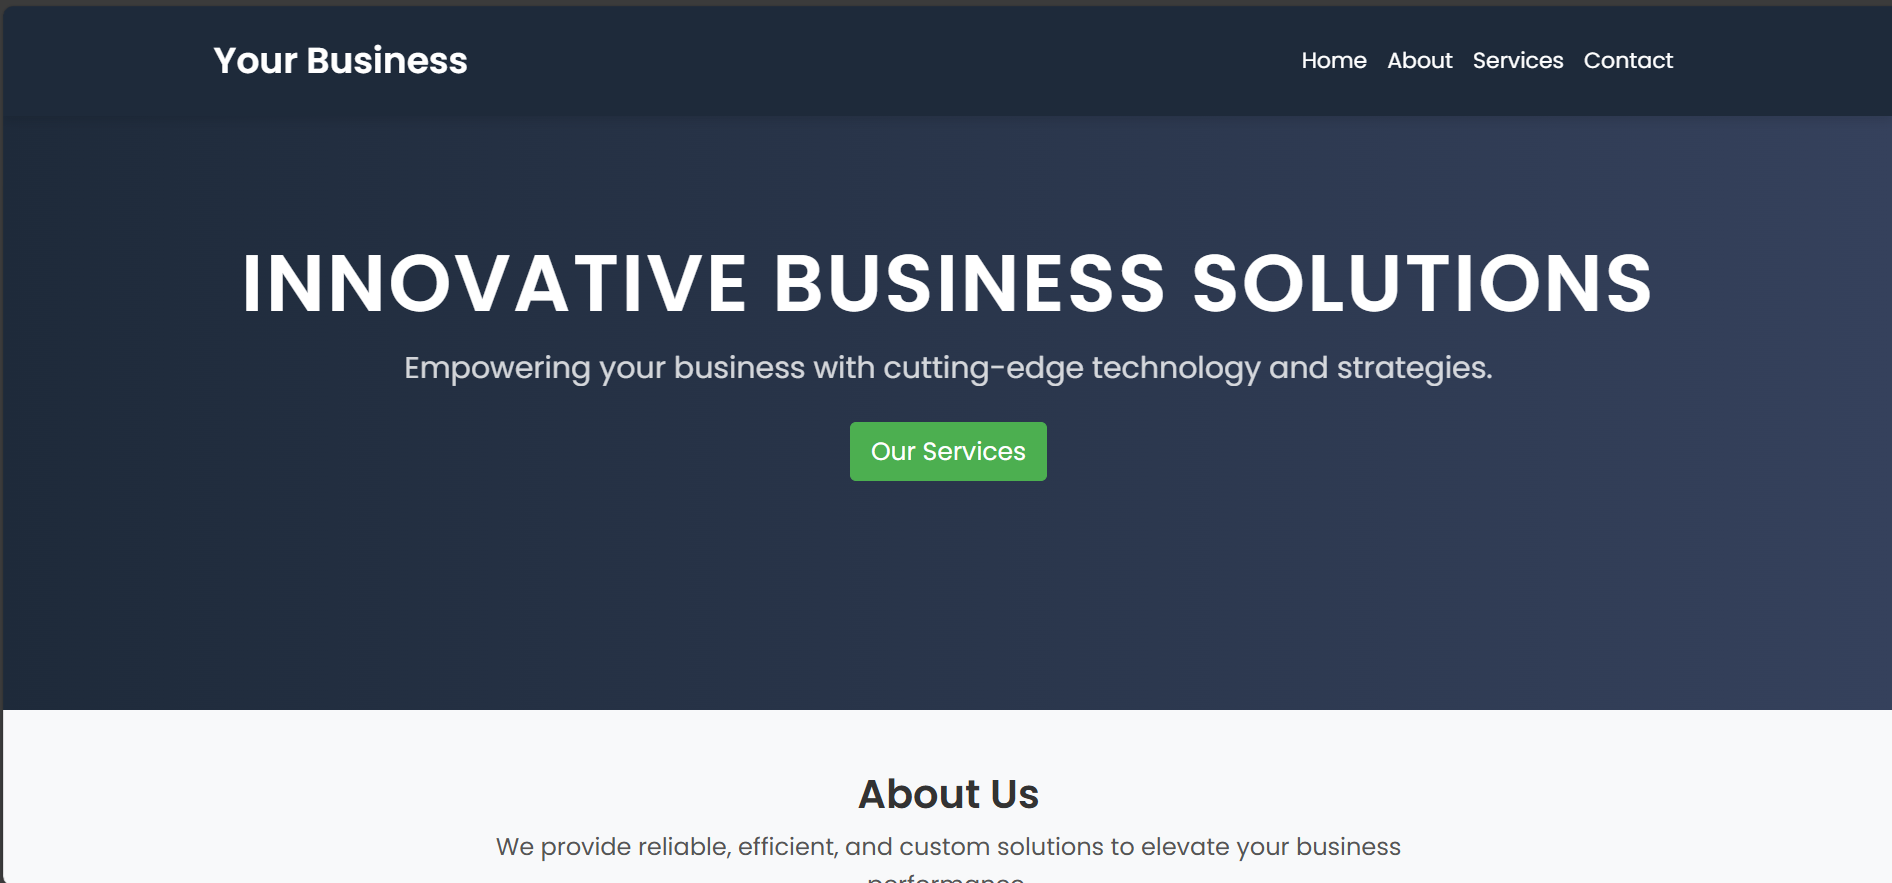 Your Business
Home About Services Contact
INNOVATIVE BUSINESS SOLUTIONS
Empowering your business with cutting-edge technology and strategies.
Our Services
About Us
We provide reliable, efficient, and custom solutions to elevate your business
performance.